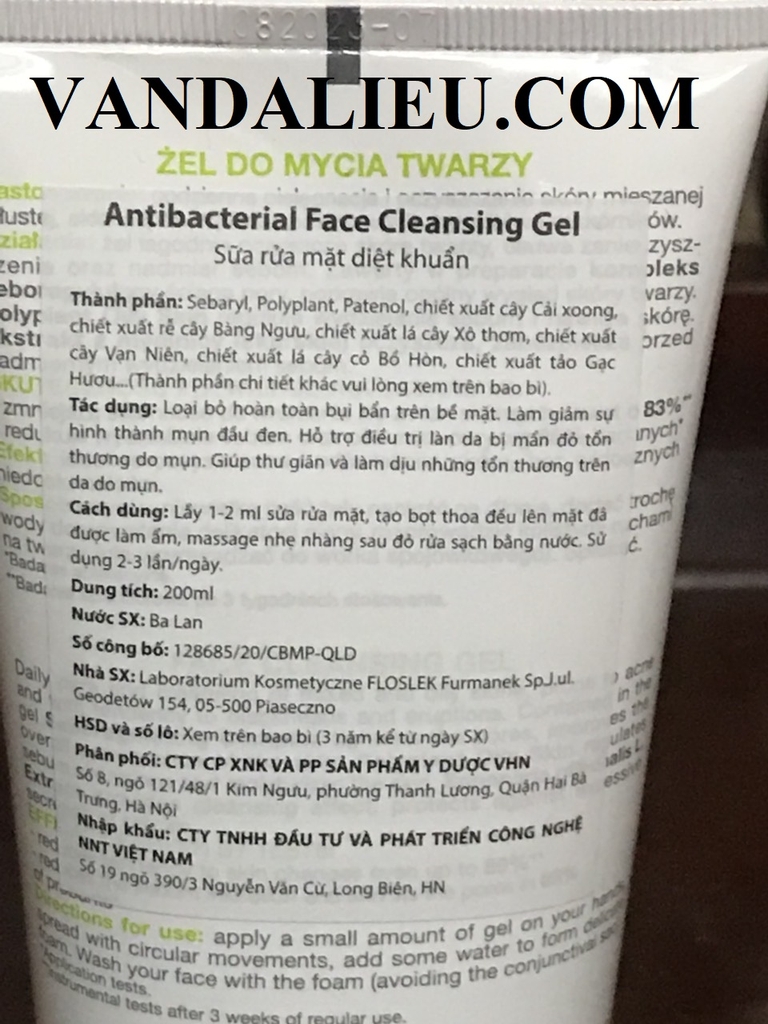 082023-07
VANDALIEU.COM
ŻEL DO MYCIA TWARZY
mieszanej
ów.
Antibacterial Face Cleansing Gel
Sữa rửa mặt diệt khuẩn
Thành phần: Sebaryl, Polyplant, Patenol, chiết xuất cây Cải xoong,
chiết xuất rễ cây Bàng Ngưu, chiết xuất lá cây Xô thơm, chiết xuất
cây Vạn Niên, chiết xuất lá cây cỏ Bồ Hòn, chiết xuất tảo Gạc
Hươu...(Thành phần chi tiết khác vui lòng xem trên bao bì).
83%**
Tác dụng: Loại bỏ hoàn toàn bụi bẩn trên bề mặt. Làm giảm sự
hình thành mụn đầu đen. Hỗ trợ điều trị làn da bị mẩn đỏ tổn
thương do mụn. Giúp thư giãn và làm dịu những tổn thương trên
da do mụn.
Cách dùng: Lấy 1-2 ml sửa rửa mặt, tạo bọt thoa đều lên mặt đã
được làm ẩm, massage nhẹ nhàng sau đó rửa sạch bằng nước. Sử
dụng 2-3 lần/ngày.
Dung tích: 200ml
Nước SX: Ba Lan
Số công bố: 128685/20/CBMP-QLD
Nhà SX: Laboratorium Kosmetyczne FLOSLEK Furmanek Sp.J.ul.
Geodetów 154, 05-500 Piaseczno
HSD và số lô: Xem trên bao bì (3 năm kể từ ngày SX)
Phân phối: CTY CP XNK VÀ PP SẢN PHẨM Y DƯỢC VHN
Số 8, ngõ 121/48/1 Kim Ngưu, phường Thanh Lương, Quận Hai Bà
Trưng, Hà Nội
Nhập khẩu: CTY TNHH ĐẦU TƯ VÀ PHÁT TRIỂN CÔNG NGHỆ
NNT VIỆT NAM
Số 19 ngõ 390/3 Nguyễn Văn Cừ, Long Biên, HN
Daily
and
gel
over
Directions for use: apply a small amount of gel on your hands,
spread with circular movements, add some water to form delicate
foam. Wash your face with the foam (avoiding the conjunctival
*Application tests.
**Instrumental tests after 3 weeks of regular use.